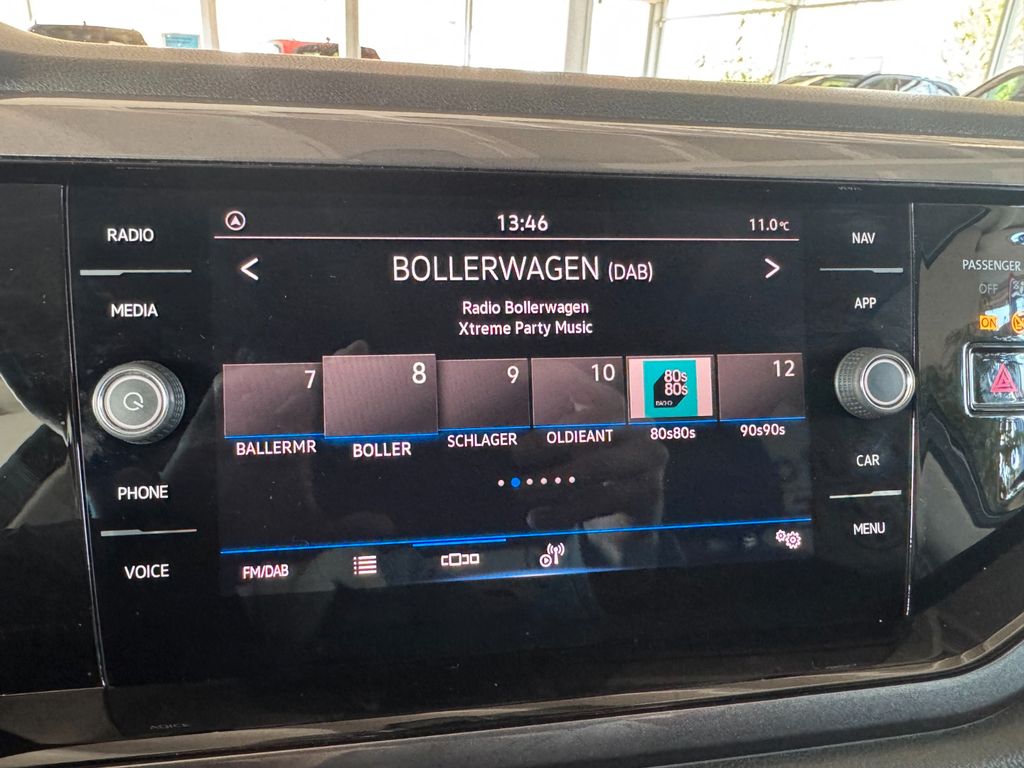 13:46
11.0°C
RADIO
MEDIA
PHONE
VOICE
< BOLLERWAGEN (DAB) >
Radio Bollerwagen
Xtreme Party Music
7
8
9
10
80s
80s
RADIO
12
BALLERMR
BOLLER
SCHLAGER
OLDIEANT
80s80s
90s90s
FM/DAB
NAV
APP
CAR
MENU
PASSENGER
OFF
ON